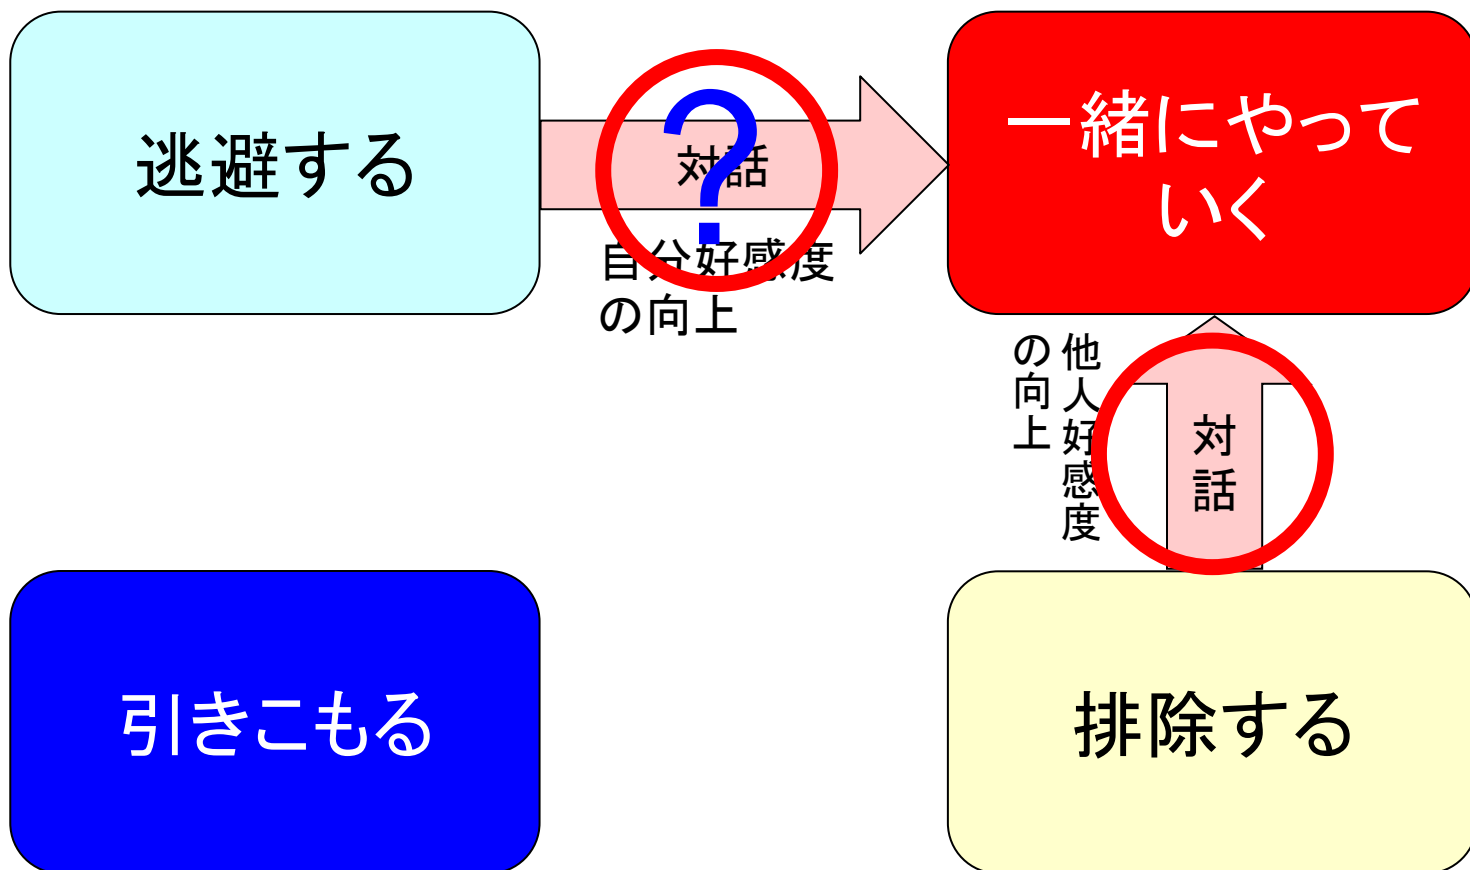 逃避する
対話
?
自分好感度
の向上
一緒にやって
いく
他人好感度
の向上
対話
引きこもる
排除する